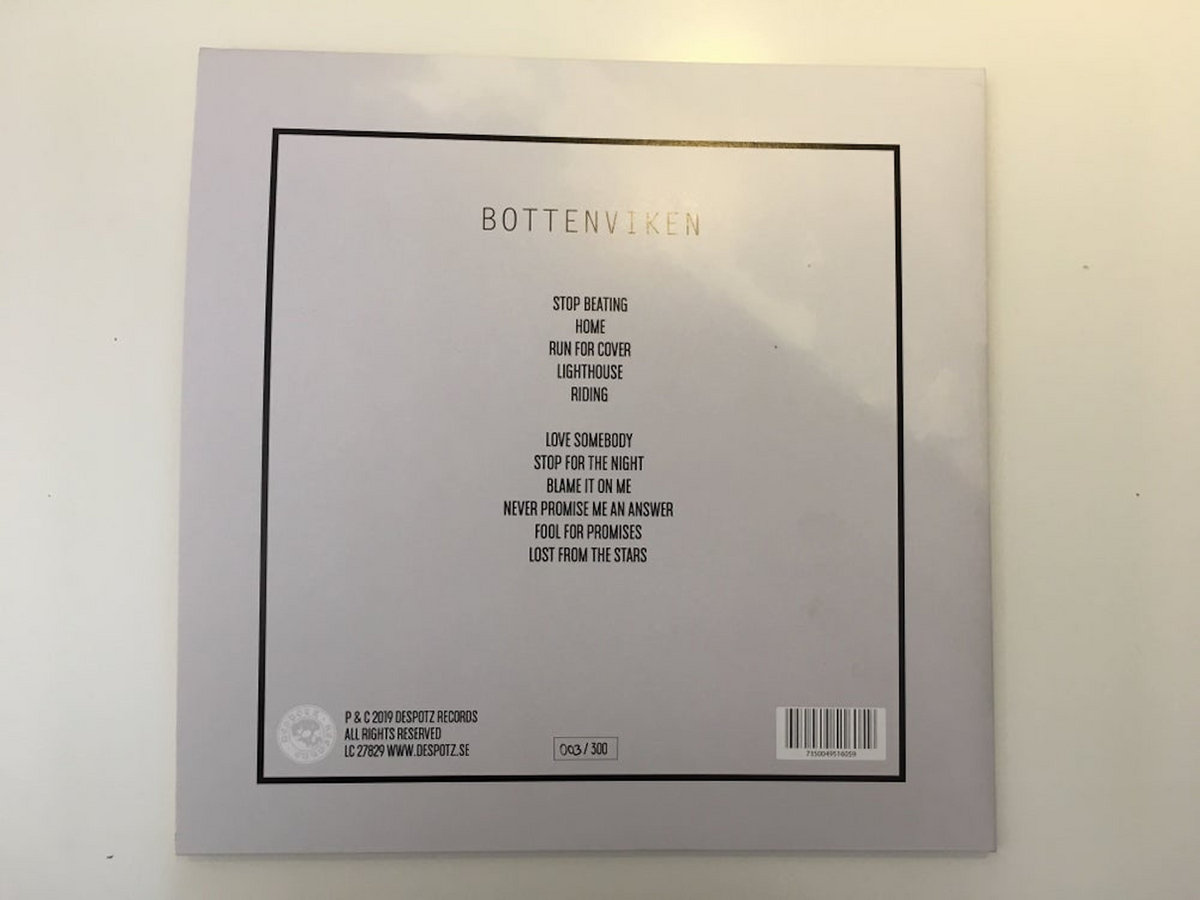 BOTTENVIKEN
STOP BEATING
HOME
RUN FOR COVER
LIGHTHOUSE
RIDING
LOVE SOMEBODY
STOP FOR THE NIGHT
BLAME IT ON ME
NEVER PROMISE ME AN ANSWER
FOOL FOR PROMISES
LOST FROM THE STARS
P & C 2019 DESPOTZ RECORDS
ALL RIGHTS RESERVED
LC 27829 WWW.DESPOTZ.SE
003 / 300
7350049516059